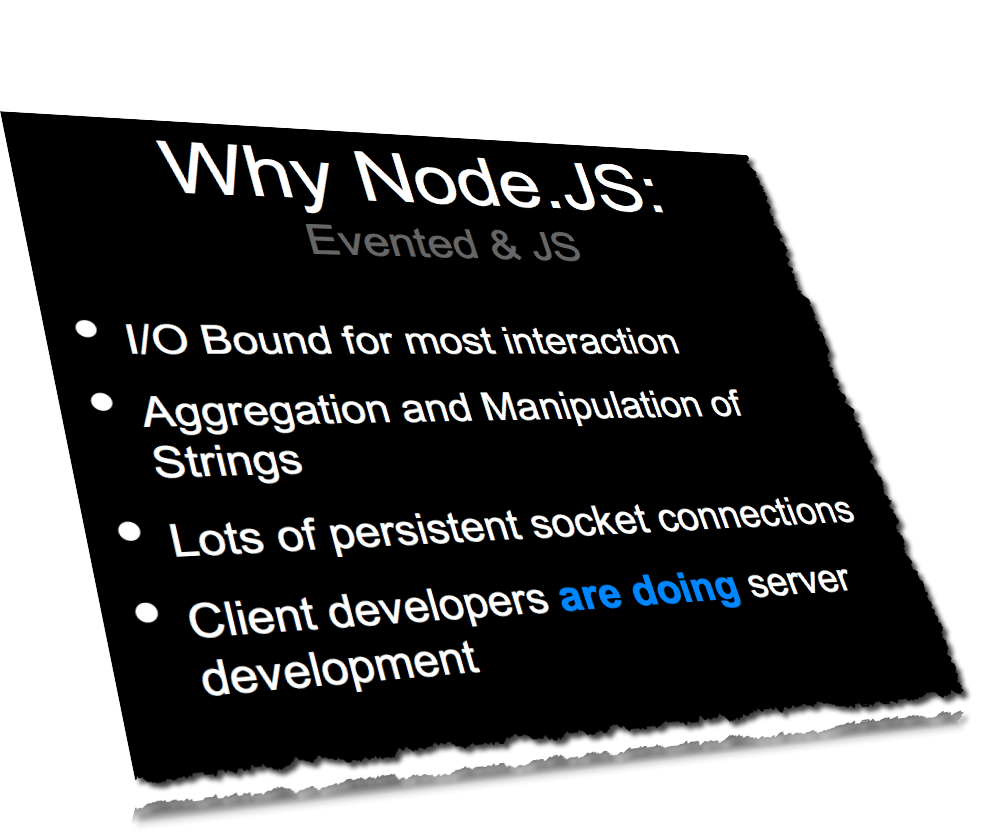 Why Node.JS:
Evented & JS
• I/O Bound for most interaction
• Aggregation and Manipulation of
Strings
• Lots of persistent socket connections
• Client developers are doing server
development